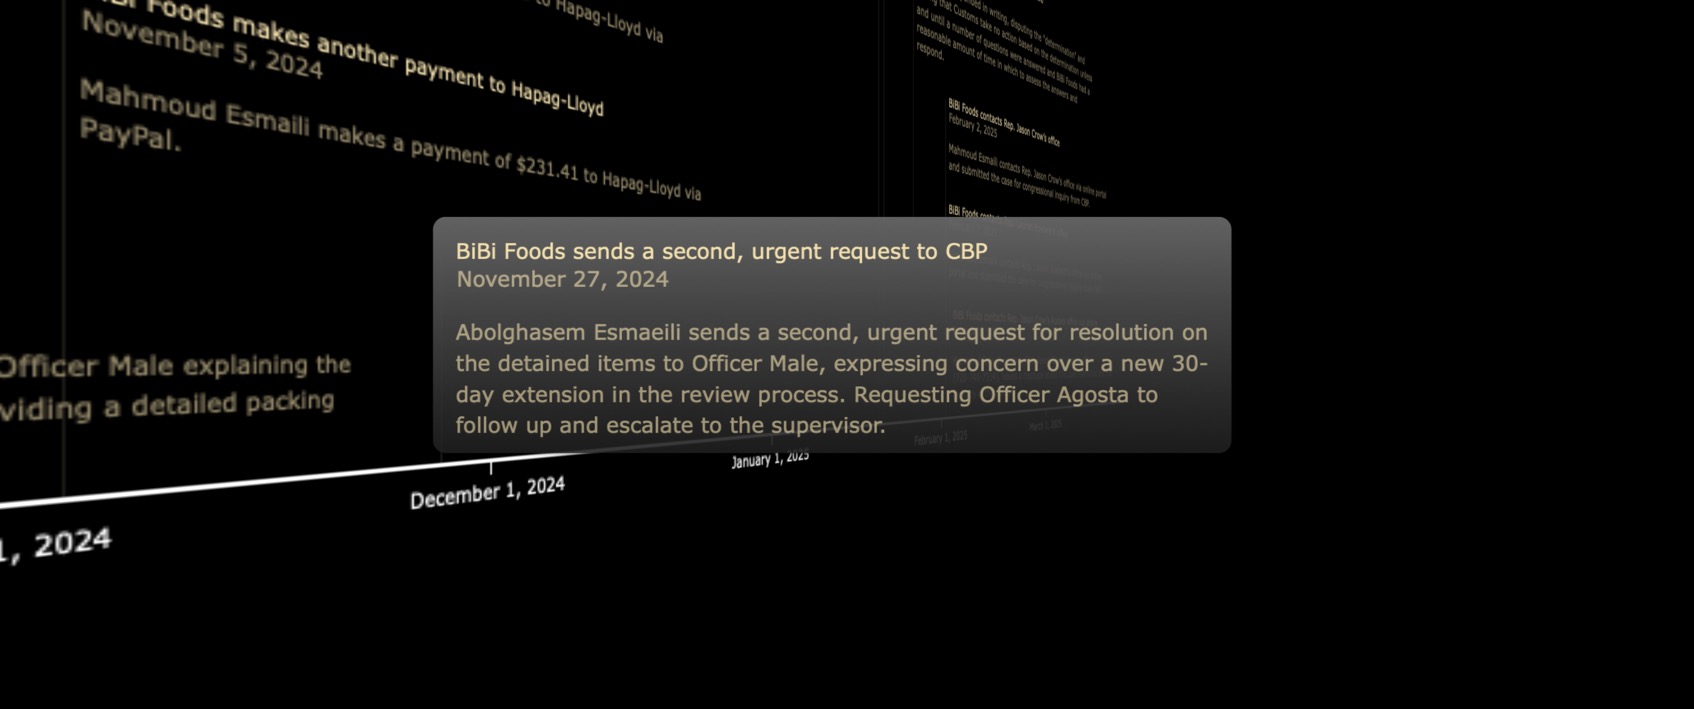 to Hapag-Lloyd via
BiBi Foods makes another payment to Hapag-Lloyd
November 5, 2024
Mahmoud Esmaili makes a payment of $231.41 to Hapag-Lloyd via
PayPal.
Officer Male explaining the
viding a detailed packing
in writing, disputing the "determination" and
that Customs take no action based on the determination unless
and until a number of questions were answered and BiBi Foods had a
reasonable amount of time in which to assess the answers and
respond.
BiBi Foods contacts Rep. Jason Crow's office
February 2, 2025
Mahmoud Esmaili contacts Rep. Jason Crow's office via online portal
and submitted the case for congressional inquiry from CBP.
BiBi Foods
BiBi Foods sends a second, urgent request to CBP
November 27, 2024
Abolghasem Esmaeili sends a second, urgent request for resolution on
the detained items to Officer Male, expressing concern over a new 30-
day extension in the review process. Requesting Officer Agosta to
follow up and escalate to the supervisor.
1, 2024
December 1, 2024
January 1, 2025
February 1, 2025
March 1, 2025